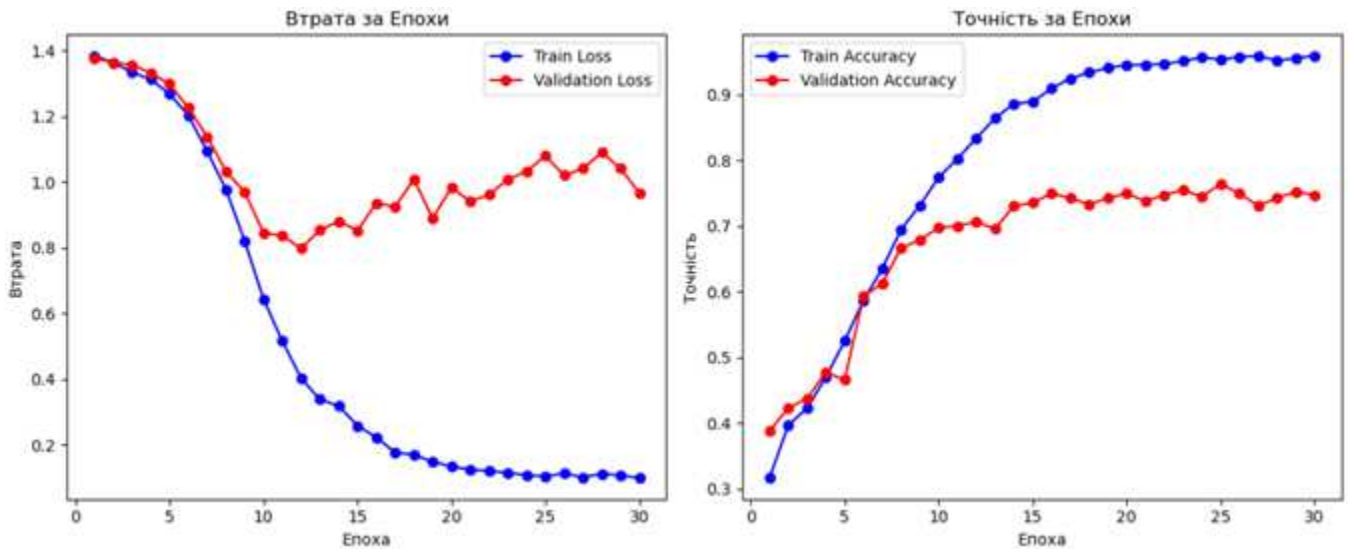 Втрата за Епохи
1.4
1.2
1.0
0.8
0.6
0.4
0.2
Втрата
Train Loss
Validation Loss
0 5 10 15 20 25 30
Епоха
Точність за Епохи
0.9
0.8
0.7
0.6
0.5
0.4
0.3
Точність
Train Accuracy
Validation Accuracy
0 5 10 15 20 25 30
Епоха